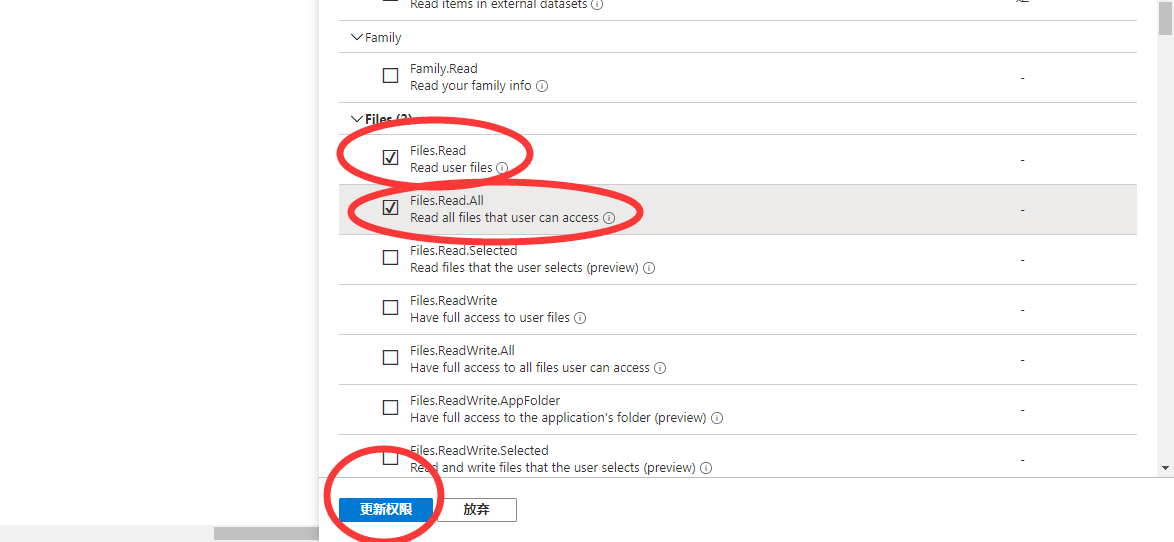 Read items in external datasets
Family
Family.Read
Read your family info
-
Files (2)
Files.Read
Read user files
-
Files.Read.All
Read all files that user can access
-
Files.Read.Selected
Read files that the user selects (preview)
-
Files.ReadWrite
Have full access to user files
-
Files.ReadWrite.All
Have full access to all files user can access
-
Files.ReadWrite.AppFolder
Have full access to the application's folder (preview)
-
Files.ReadWrite.Selected
Read and write files that the user selects (preview)
-
更新权限 放弃